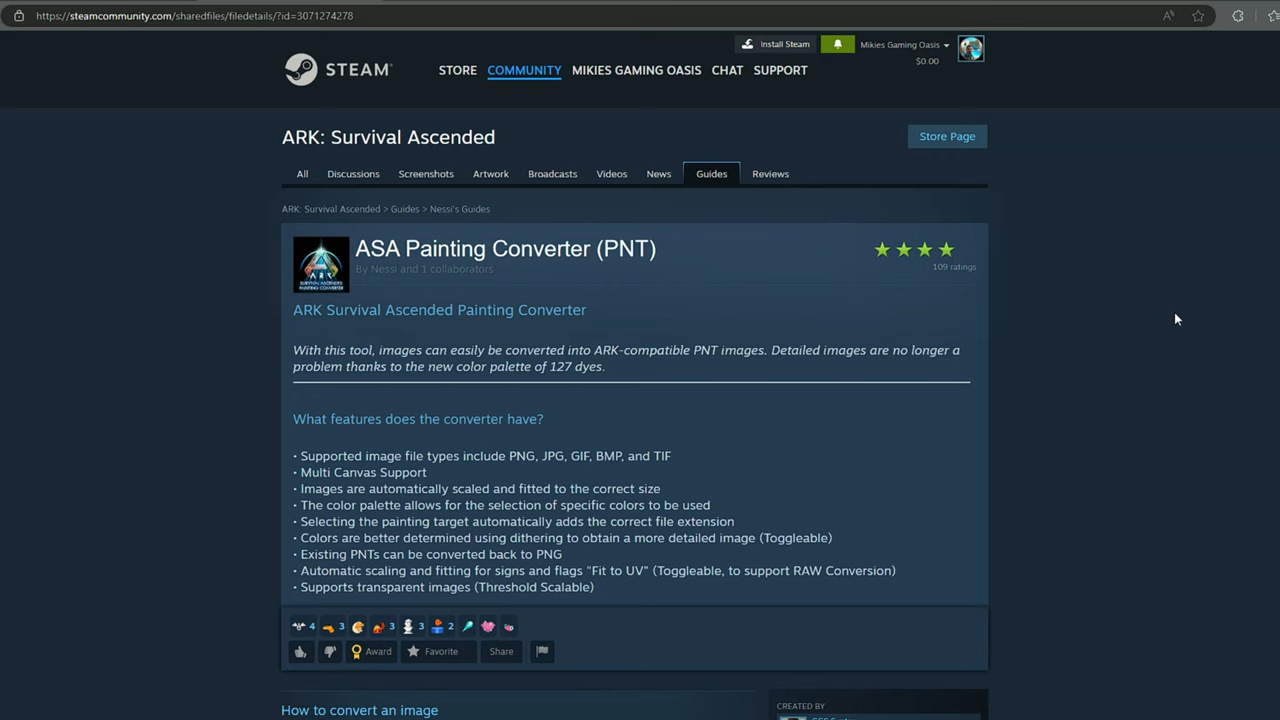 https://steamcommunity.com/sharedfiles/filedetails/?id=3071274278
Install Steam
Mikies Gaming Oasis
$0.00
STEAM
STORE COMMUNITY MIKIES GAMING OASIS CHAT SUPPORT
ARK: Survival Ascended
Store Page
All Discussions Screenshots Artwork Broadcasts Videos News Guides Reviews
ARK: Survival Ascended > Guides > Nessi's Guides
ASA Painting Converter (PNT)
By Nessi and 1 collaborators
109 ratings
ARK Survival Ascended Painting Converter
With this tool, images can easily be converted into ARK-compatible PNT images. Detailed images are no longer a
problem thanks to the new color palette of 127 dyes.
What features does the converter have?
• Supported image file types include PNG, JPG, GIF, BMP, and TIF
• Multi Canvas Support
• Images are automatically scaled and fitted to the correct size
• The color palette allows for the selection of specific colors to be used
• Selecting the painting target automatically adds the correct file extension
• Colors are better determined using dithering to obtain a more detailed image (Toggleable)
• Existing PNTs can be converted back to PNG
• Automatic scaling and fitting for signs and flags "Fit to UV" (Toggleable, to support RAW Conversion)
• Supports transparent images (Threshold Scalable)
4 3 3 3 2
Award Favorite Share
How to convert an image
CREATED BY